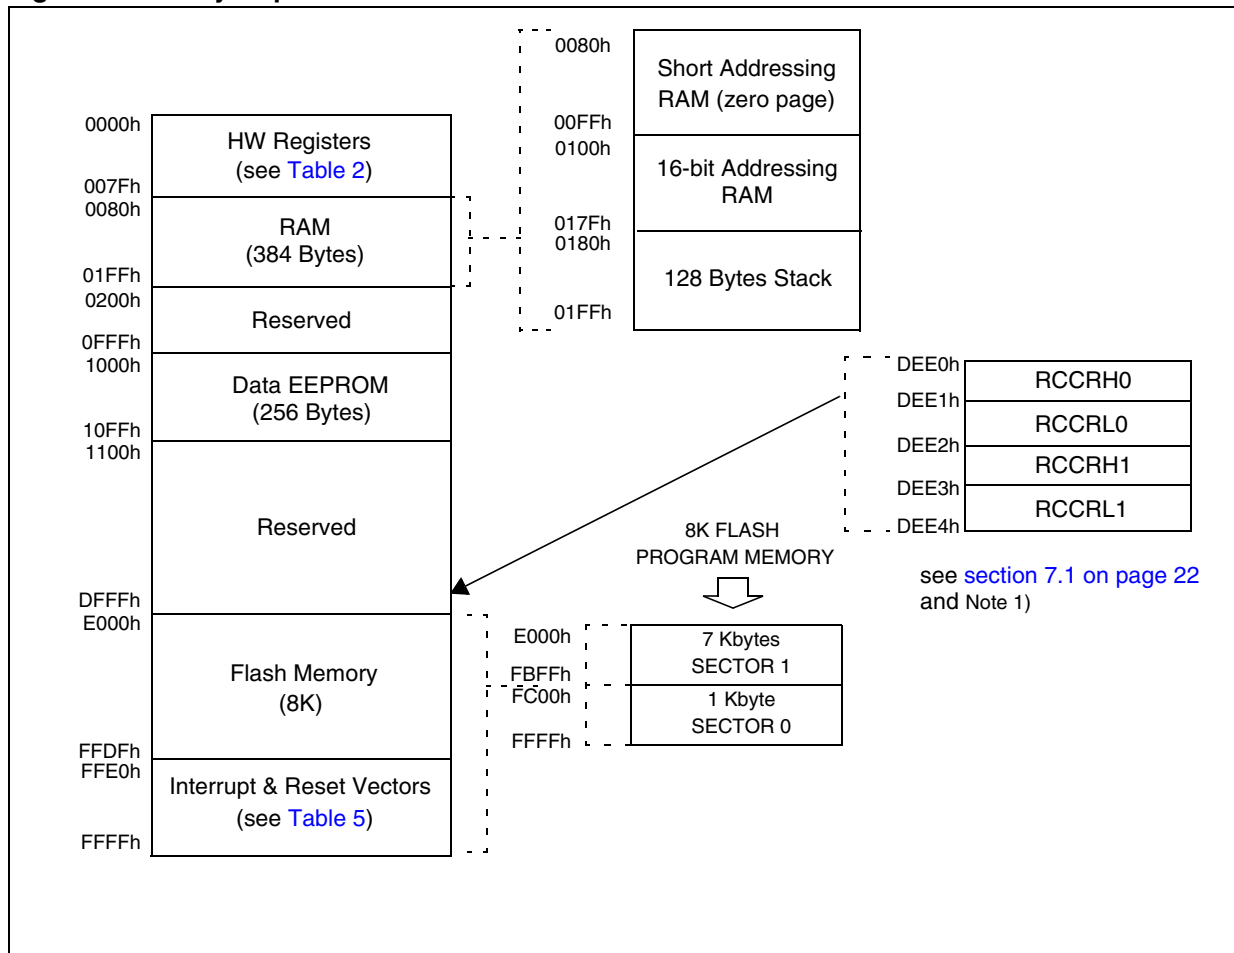 0000h
HW Registers
(see Table 2)
007Fh
0080h
RAM
(384 Bytes)
01FFh
0200h
Reserved
0FFFh
1000h
Data EEPROM
(256 Bytes)
10FFh
1100h
Reserved
DFFFh
E000h
Flash Memory
(8K)
FFDFh
FFE0h
Interrupt & Reset Vectors
(see Table 5)
FFFFh
0080h
Short Addressing
RAM (zero page)
00FFh
0100h
16-bit Addressing
RAM
017Fh
0180h
128 Bytes Stack
01FFh
DEE0h
RCCRH0
DEE1h
RCCRL0
DEE2h
RCCRH1
DEE3h
RCCRL1
DEE4h
see section 7.1 on page 22
and Note 1)
8K FLASH
PROGRAM MEMORY
E000h
7 Kbytes
SECTOR 1
FBFFh
FC00h
1 Kbyte
SECTOR 0
FFFFh